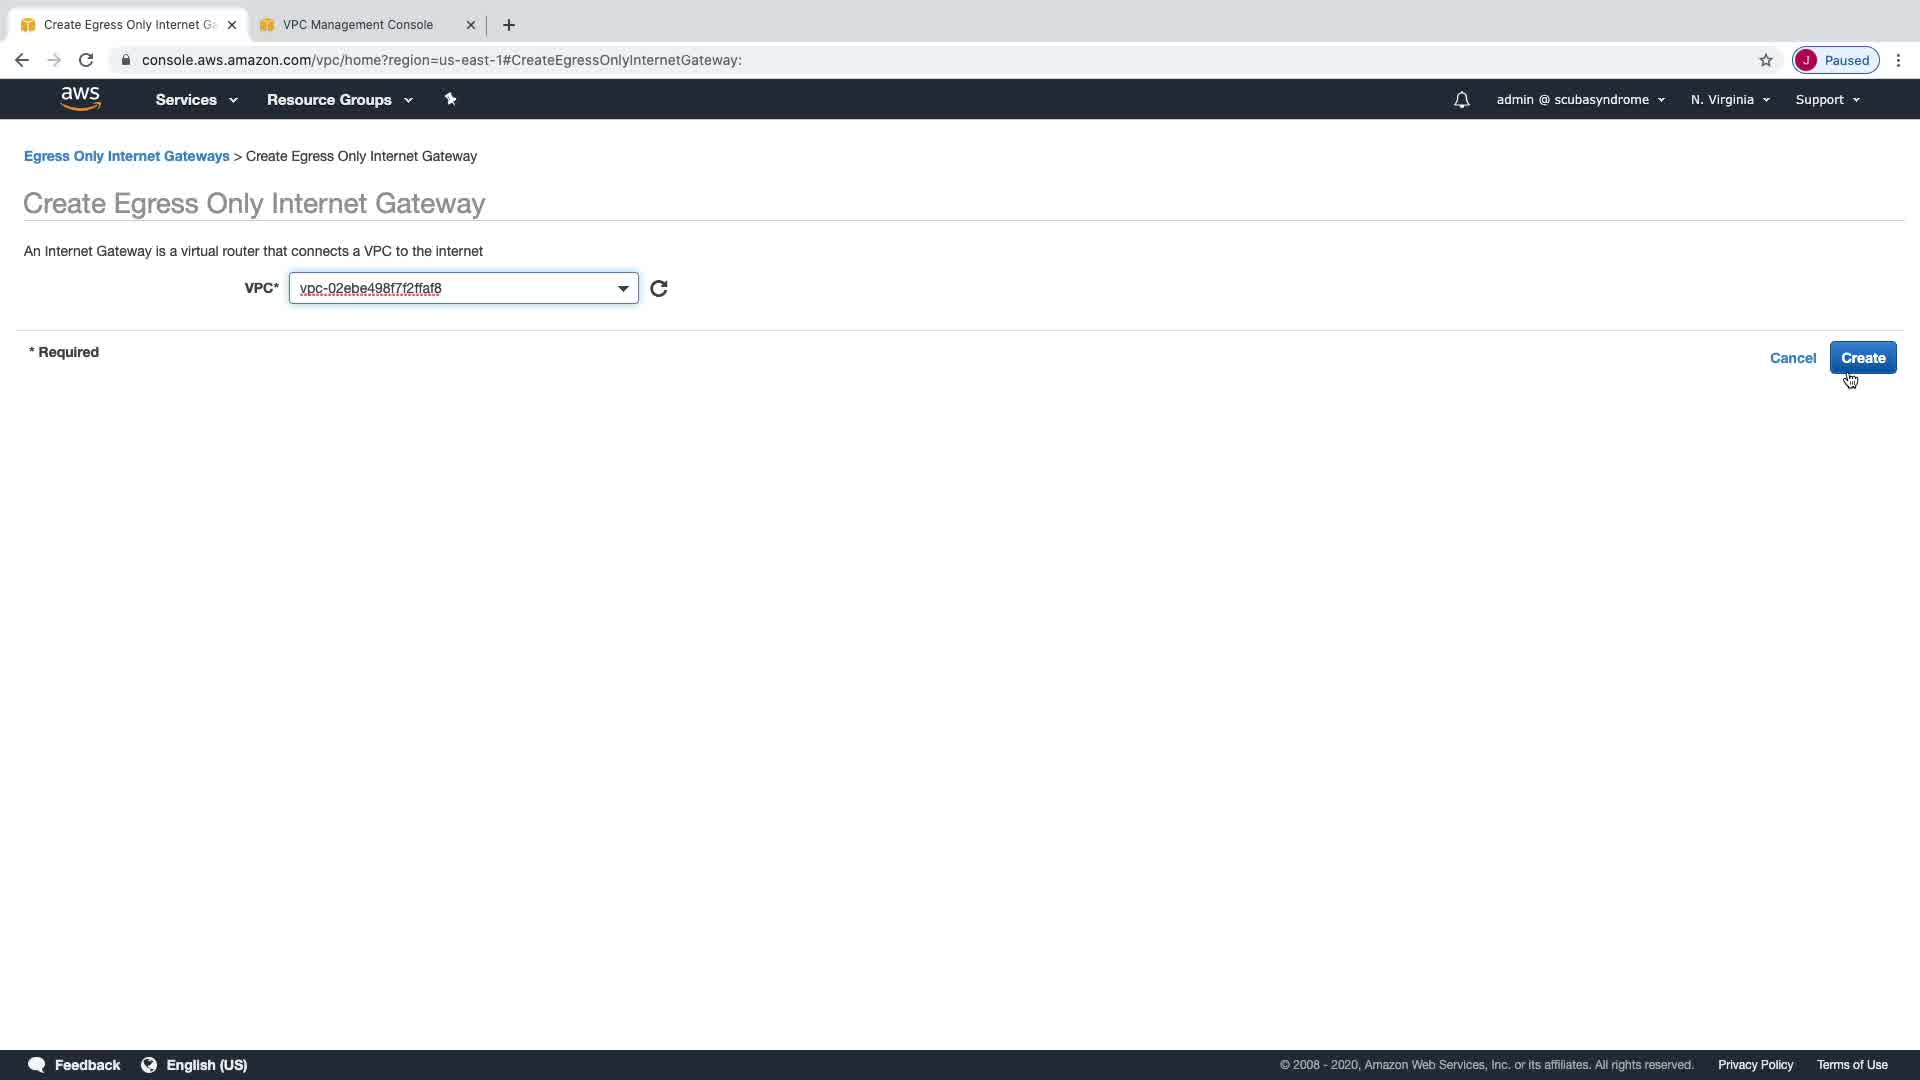 Create Egress Only Internet Ga
VPC Management Console
console.aws.amazon.com/vpc/home?region=us-east-1#CreateEgressOnlyInternetGateway:
J Paused
aws Services Resource Groups admin @ scubasyndrome N. Virginia Support
Egress Only Internet Gateways > Create Egress Only Internet Gateway
Create Egress Only Internet Gateway
An Internet Gateway is a virtual router that connects a VPC to the internet
VPC* vpc-02ebe498f7f2ffaf8
* Required
Cancel Create
Feedback English (US) © 2008 - 2020, Amazon Web Services, Inc. or its affiliates. All rights reserved. Privacy Policy Terms of Use